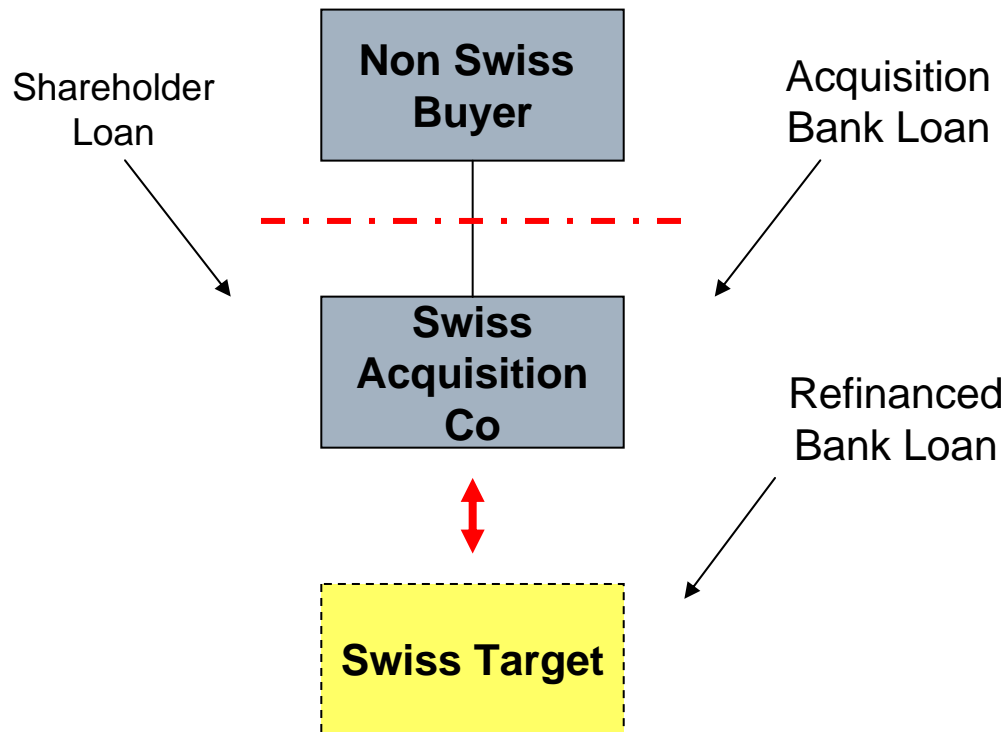 Non Swiss
Buyer
Shareholder
Loan
Acquisition
Bank Loan
Swiss
Acquisition
Co
Refinanced
Bank Loan
Swiss Target